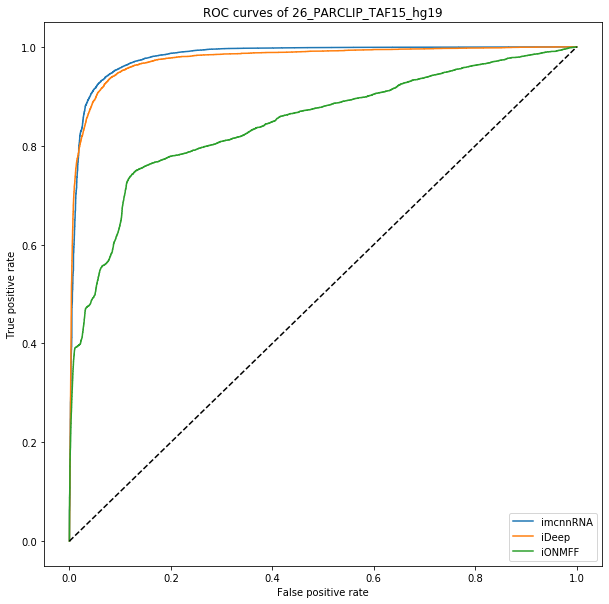 ROC curves of 26_PARCLIP_TAF15_hg19
True positive rate
1.0
0.8
0.6
0.4
0.2
0.0
0.0 0.2 0.4 0.6 0.8 1.0
False positive rate
imcnnRNA
iDeep
iONMFF